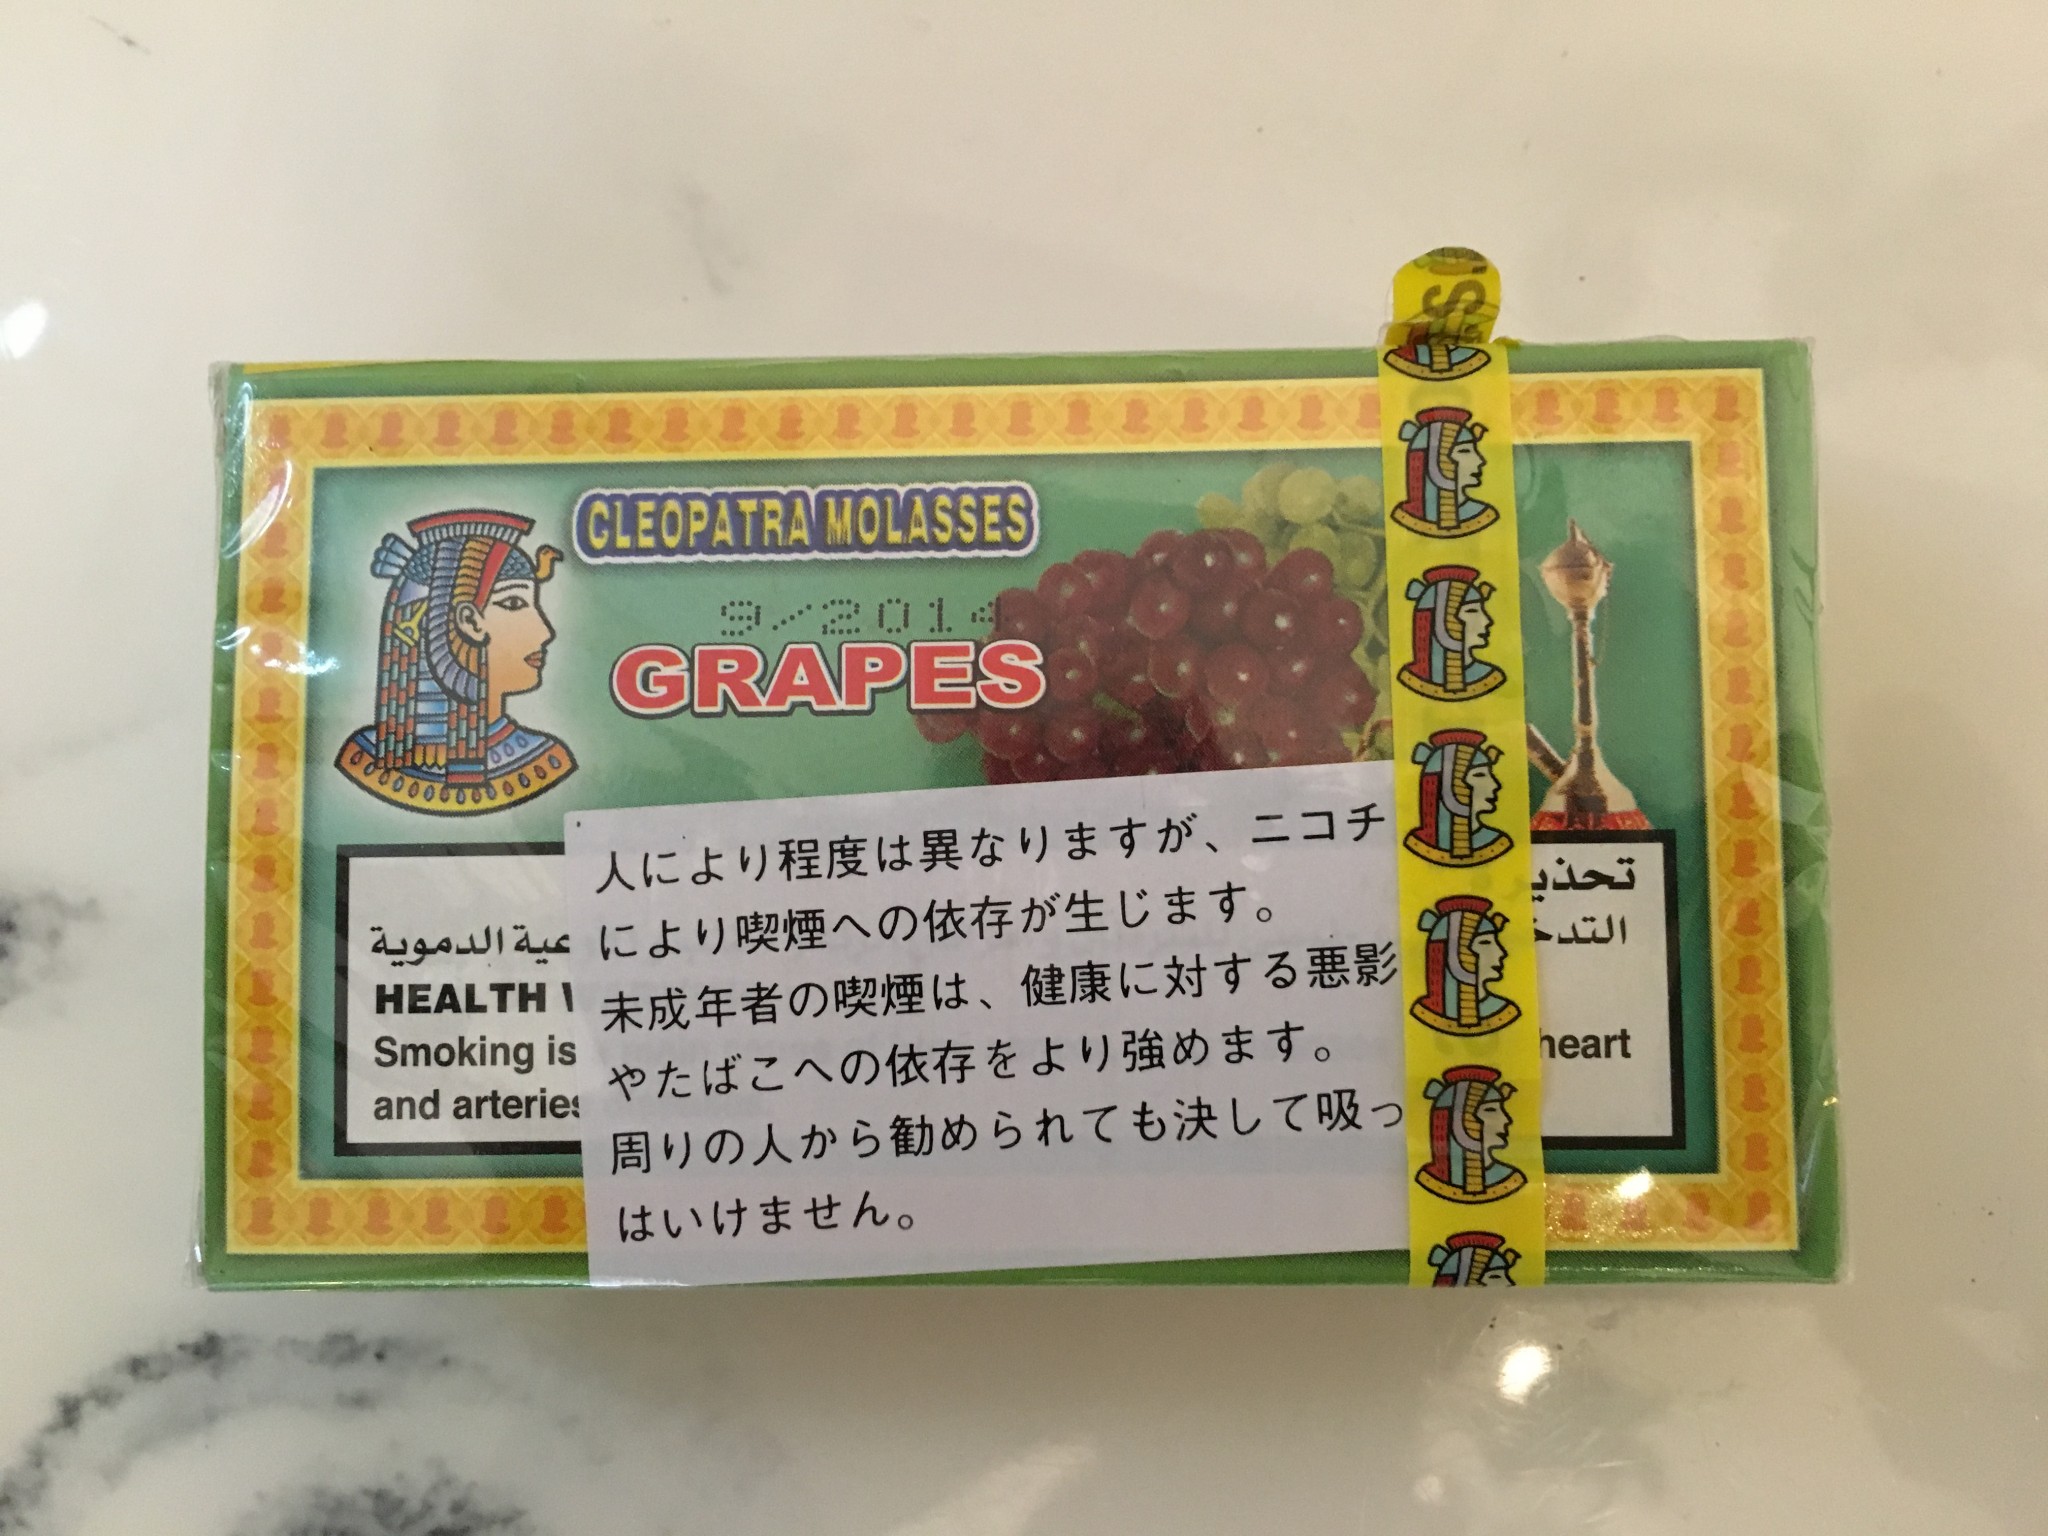 CLEOPATRA MOLASSES
9/2014
GRAPES
人により程度は異なりますが、ニコチ
により喫煙への依存が生じます。
未成年者の喫煙は、健康に対する悪影
やたばこへの依存をより強めます。
周りの人から勧められても決して吸っ
はいけません。
الدموية
HEALTH
Smoking is
and arteries
heart